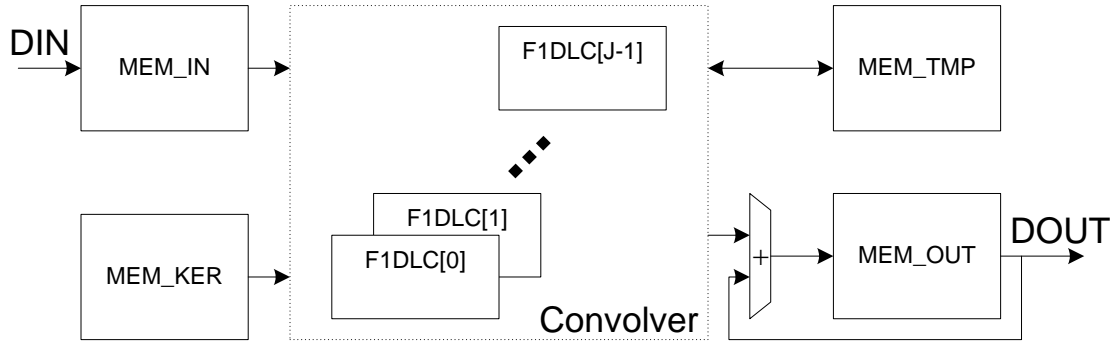 DIN
MEM_IN
F1DLC[J-1]
MEM_TMP
F1DLC[1]
F1DLC[0]
MEM_KER
+
MEM_OUT
DOUT
Convolver